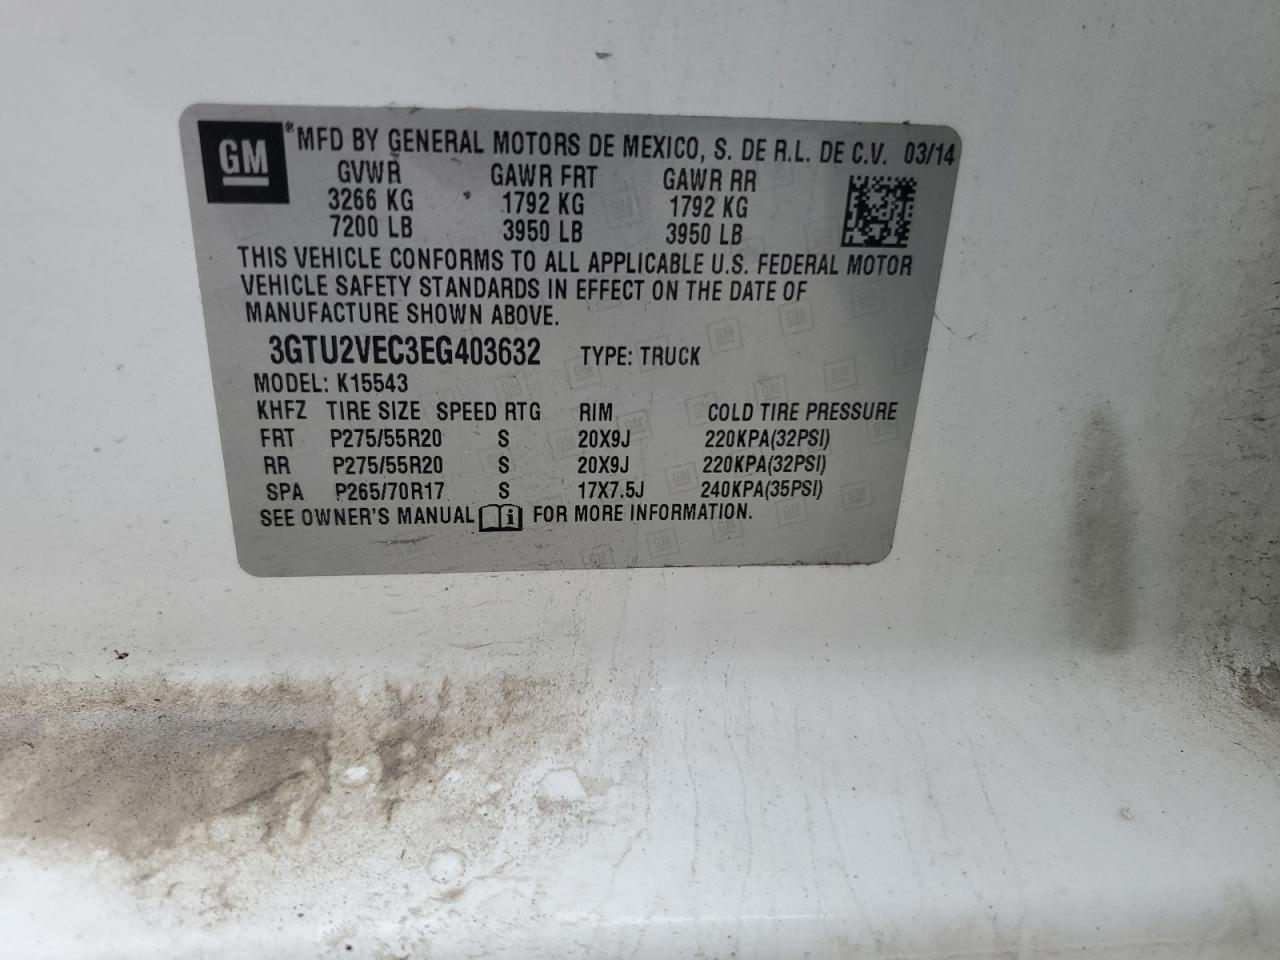 GM ®MFD BY GENERAL MOTORS DE MEXICO, S. DE R.L. DE C.V. 03/14
GVWR GAWR FRT GAWR RR
3266 KG 1792 KG 1792 KG
7200 LB 3950 LB 3950 LB
THIS VEHICLE CONFORMS TO ALL APPLICABLE U.S. FEDERAL MOTOR
VEHICLE SAFETY STANDARDS IN EFFECT ON THE DATE OF
MANUFACTURE SHOWN ABOVE.
3GTU2VEC3EG403632 TYPE: TRUCK
MODEL: K15543
KHFZ TIRE SIZE SPEED RTG RIM COLD TIRE PRESSURE
FRT P275/55R20 S 20X9J 220KPA(32PSI)
RR P275/55R20 S 20X9J 220KPA(32PSI)
SPA P265/70R17 S 17X7.5J 240KPA(35PSI)
SEE OWNER'S MANUAL i FOR MORE INFORMATION.